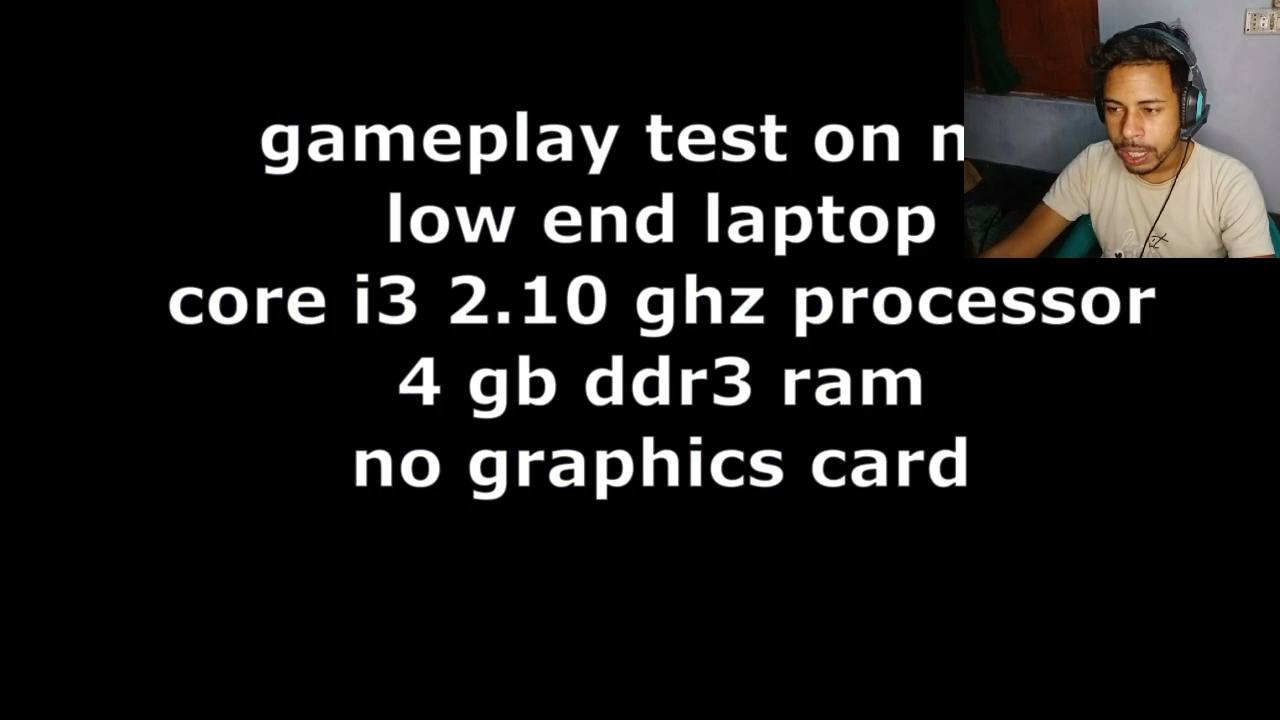 gameplay test on
low end laptop
core i3 2.10 ghz processor
4 gb ddr3 ram
no graphics card